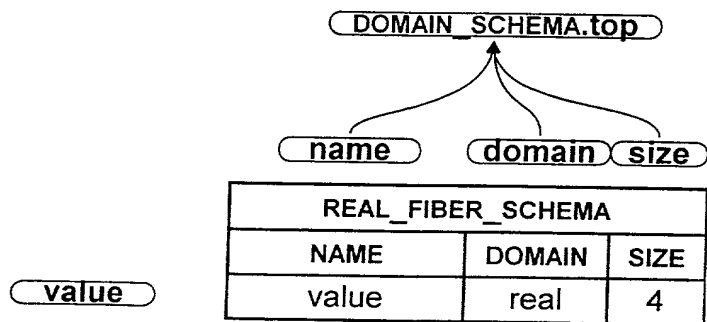 DOMAIN_SCHEMA.top
name domain size
REAL_FIBER_SCHEMA
NAME DOMAIN SIZE
value value real 4